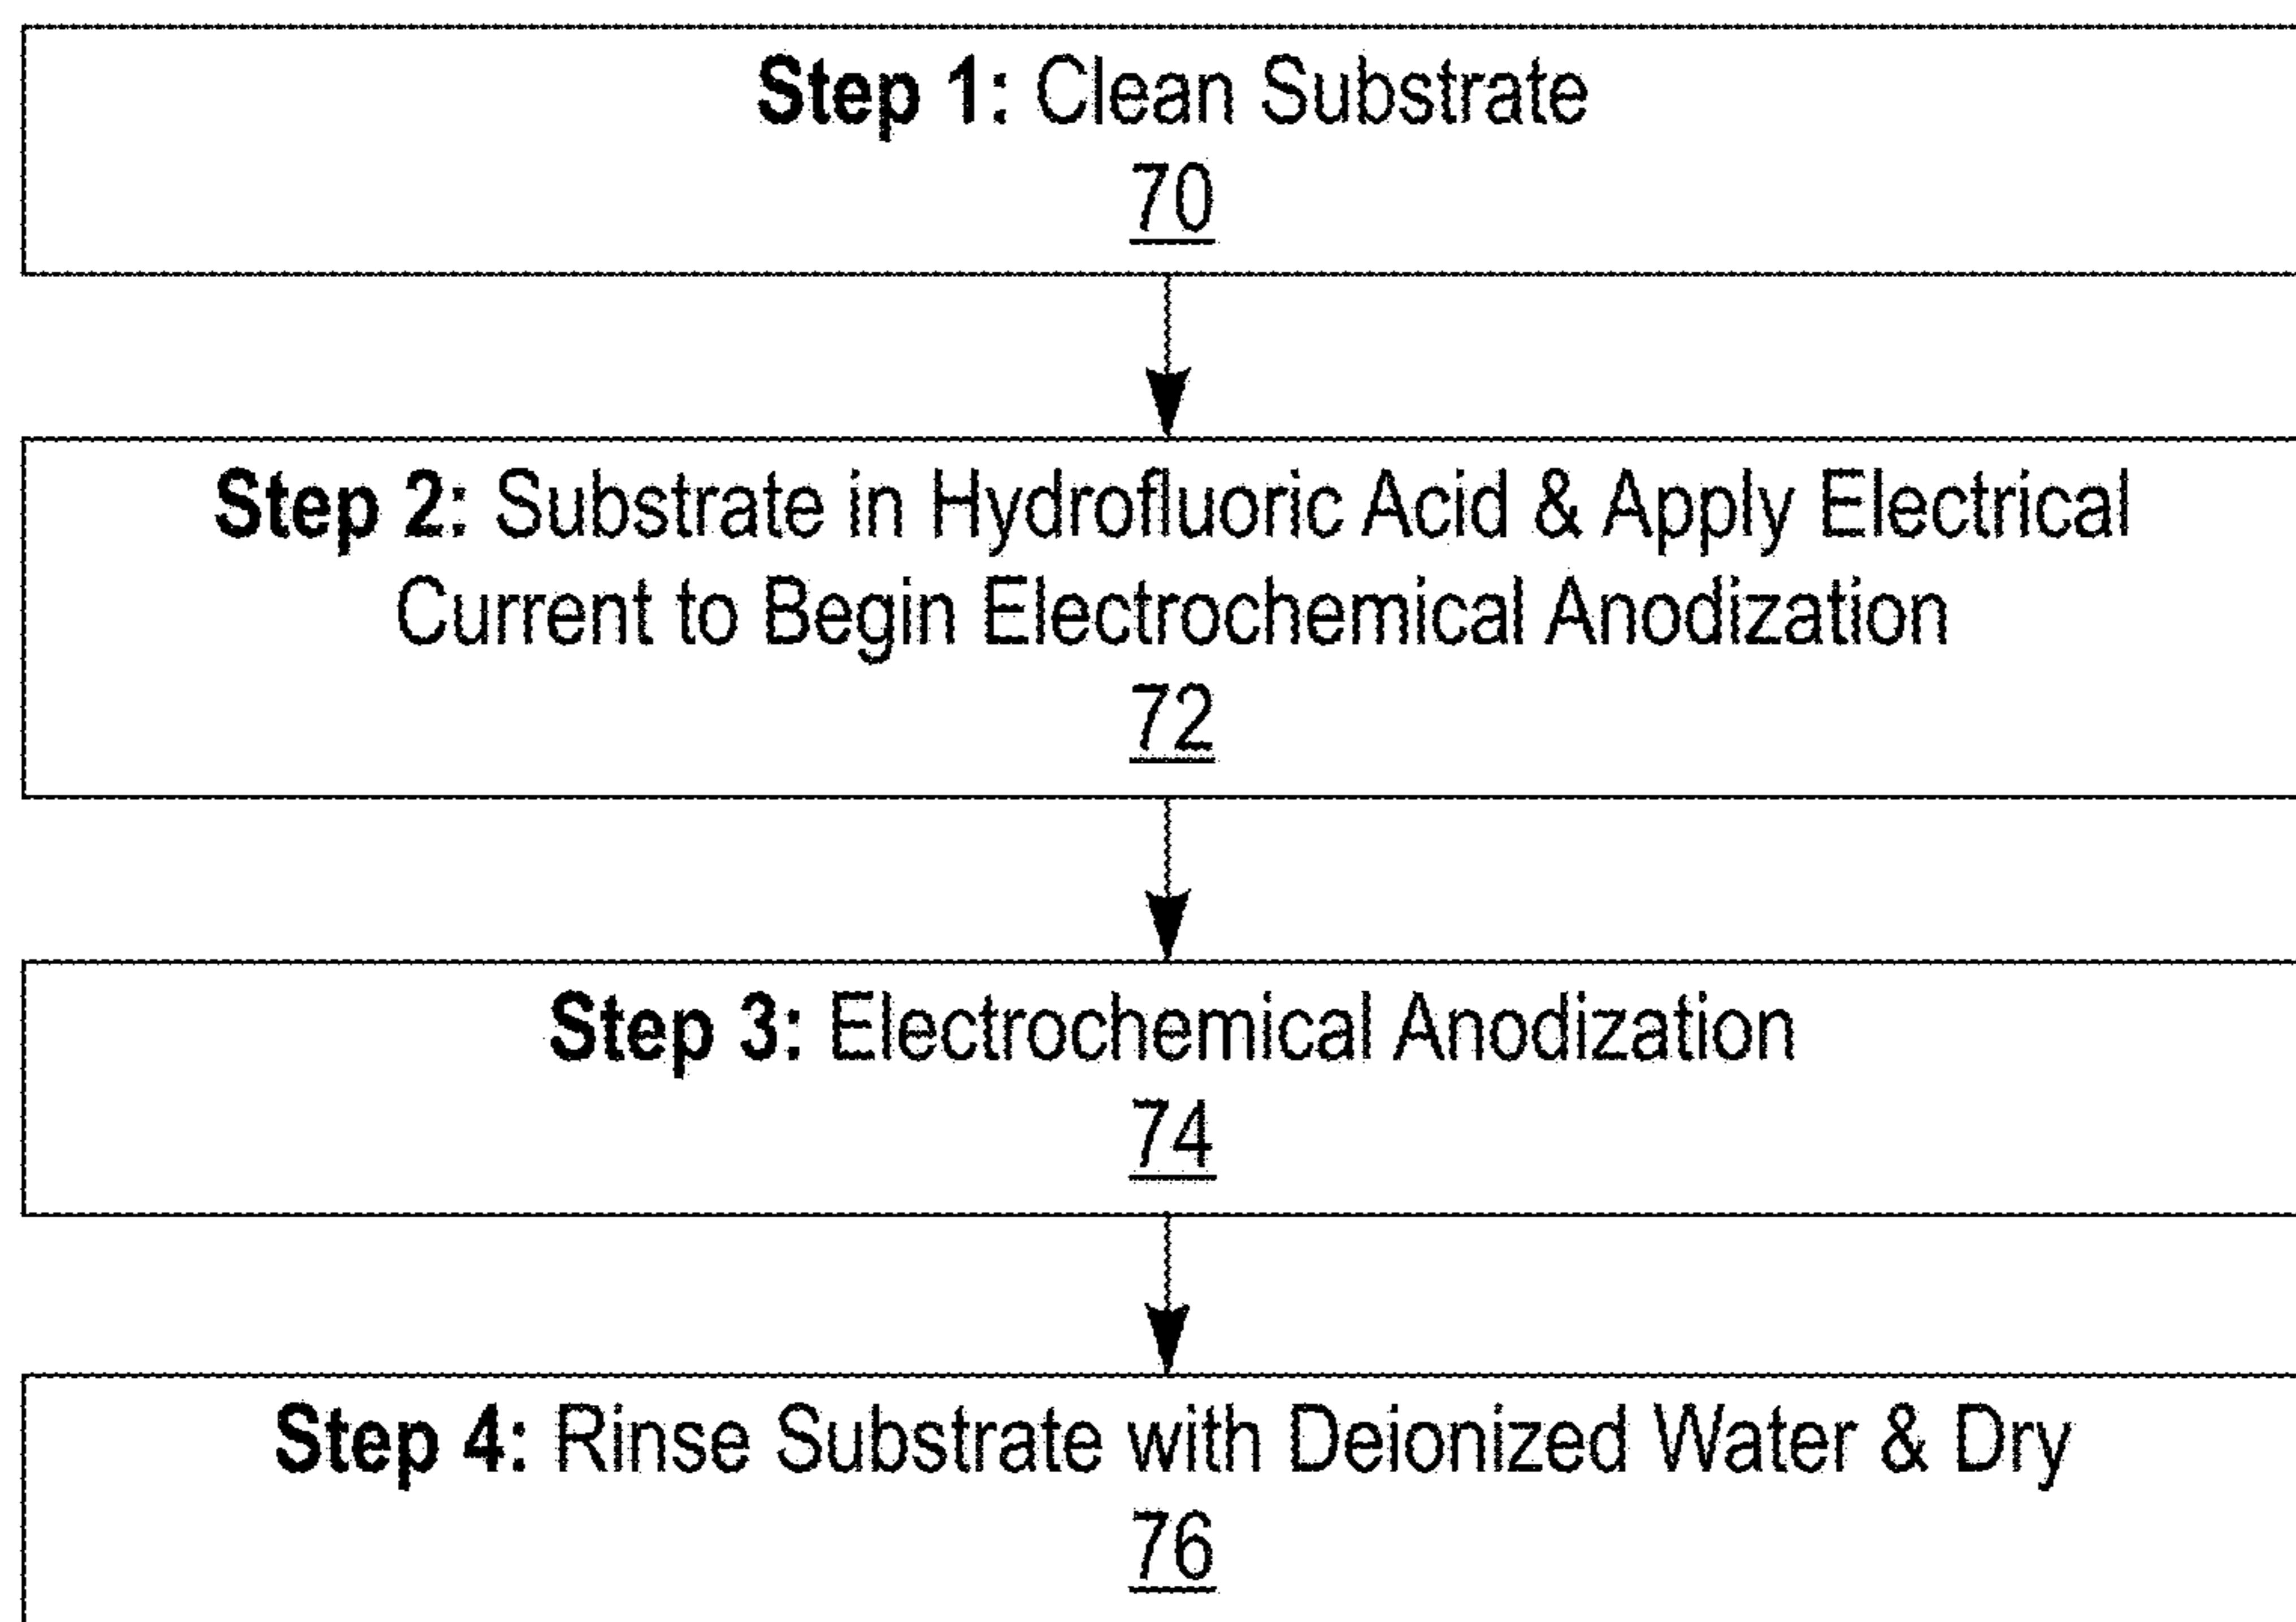 Step 1: Clean Substrate
70
Step 2: Substrate in Hydrofluoric Acid & Apply Electrical
Current to Begin Electrochemical Anodization
72
Step 3: Electrochemical Anodization
74
Step 4: Rinse Substrate with Deionized Water & Dry
76